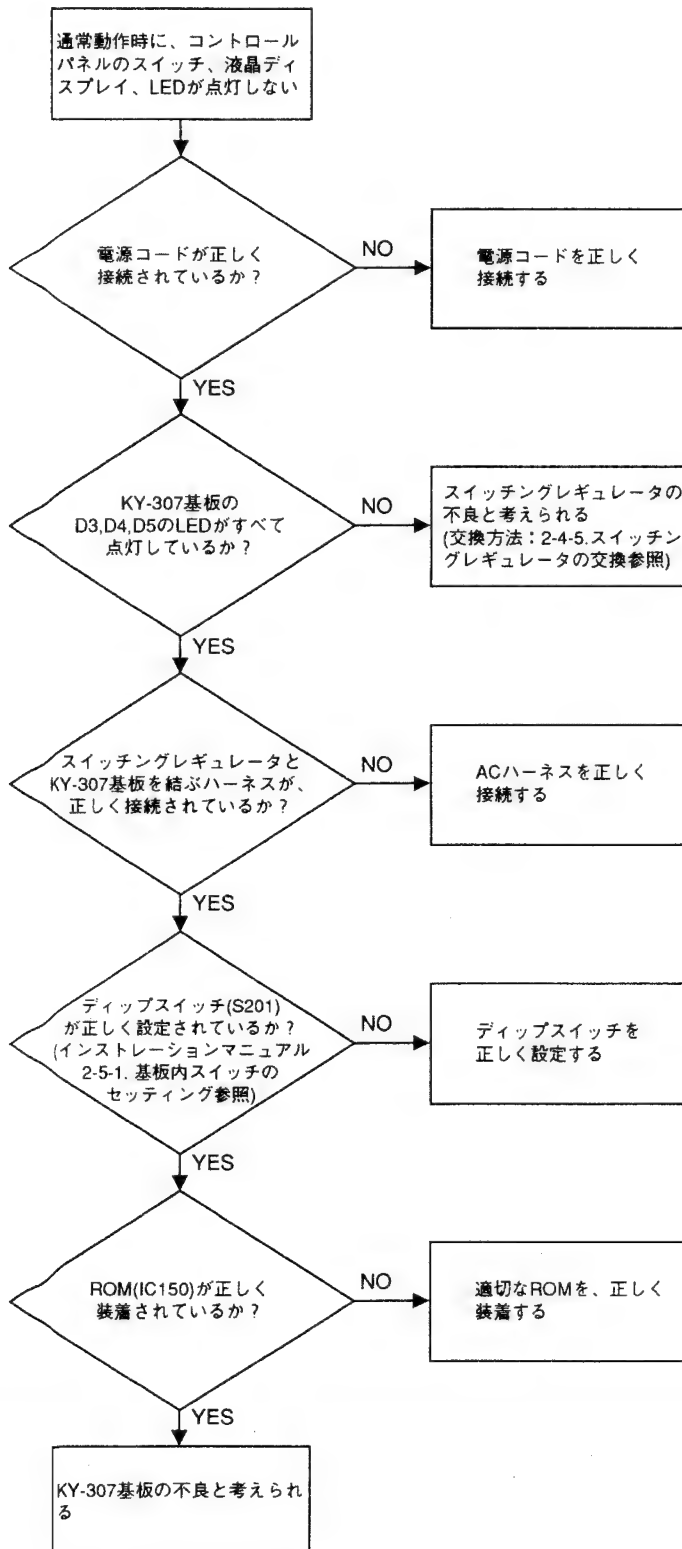 通常動作時に、コントロール
パネルのスイッチ、液晶ディ
スプレイ、LEDが点灯しない
電源コードが正しく
接続されているか？
NO
電源コードを正しく
接続する
YES
KY-307基板の
D3,D4,D5のLEDがすべて
点灯しているか？
NO
スイッチングレギュレータの
不良と考えられる
(交換方法：2-4-5.スイッチン
グレギュレータの交換参照)
YES
スイッチングレギュレータと
KY-307基板を結ぶハーネスが、
正しく接続されているか？
NO
ACハーネスを正しく
接続する
YES
ディップスイッチ(S201)
が正しく設定されているか？
(インストレーションマニュアル
2-5-1. 基板内スイッチの
セッティング参照)
NO
ディップスイッチを
正しく設定する
YES
ROM(IC150)が正しく
装着されているか？
NO
適切なROMを、正しく
装着する
YES
KY-307基板の不良と考えられ
る